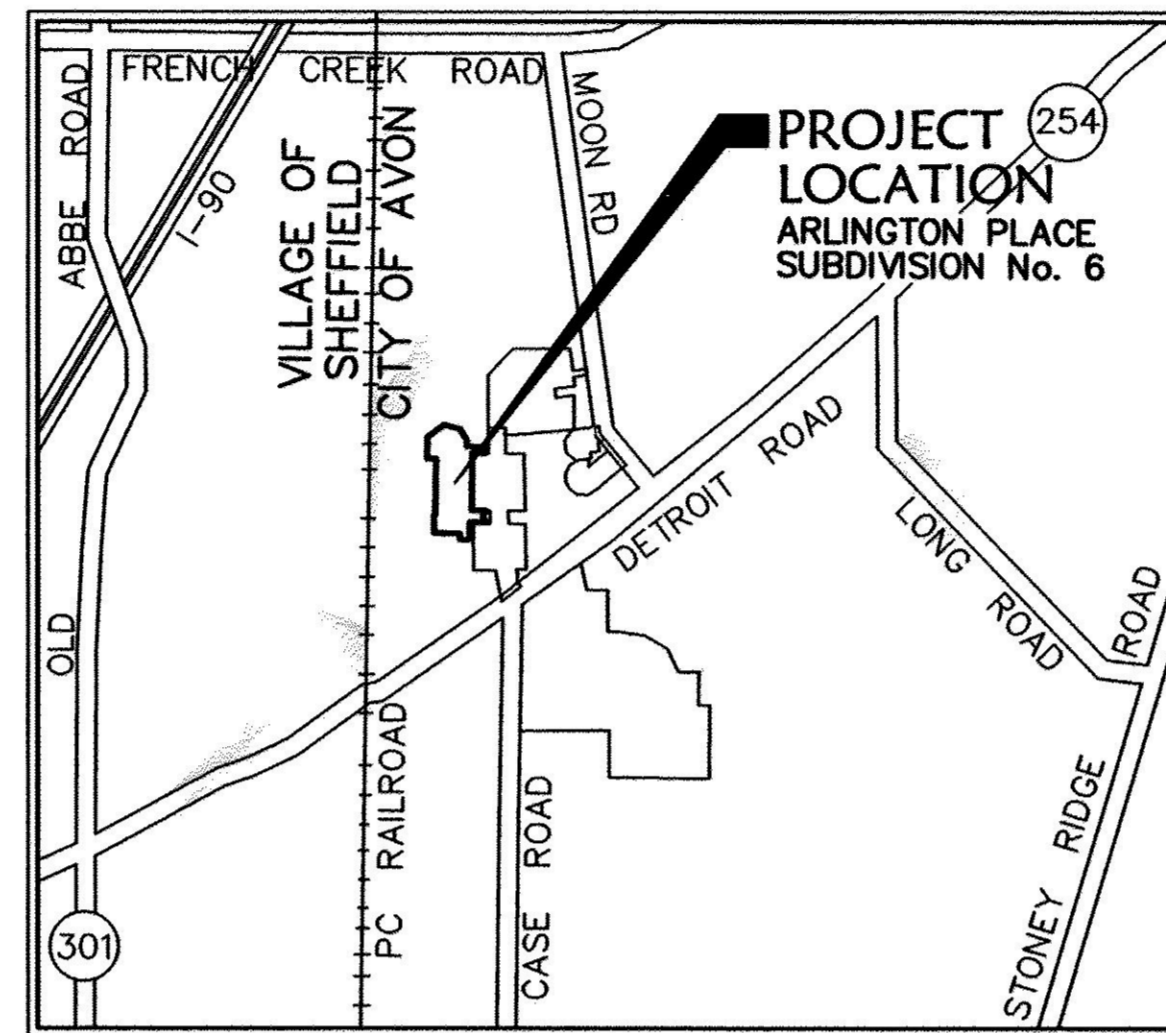 FRENCH CREEK ROAD
ABBE ROAD
I-90
VILLAGE OF
SHEFFIELD
CITY OF AVON
MOON RD
PROJECT
LOCATION
ARLINGTON PLACE
SUBDIVISION No. 6
254
DETROIT ROAD
LONG ROAD
OLD
PC RAILROAD
CASE ROAD
STONEY RIDGE ROAD
301